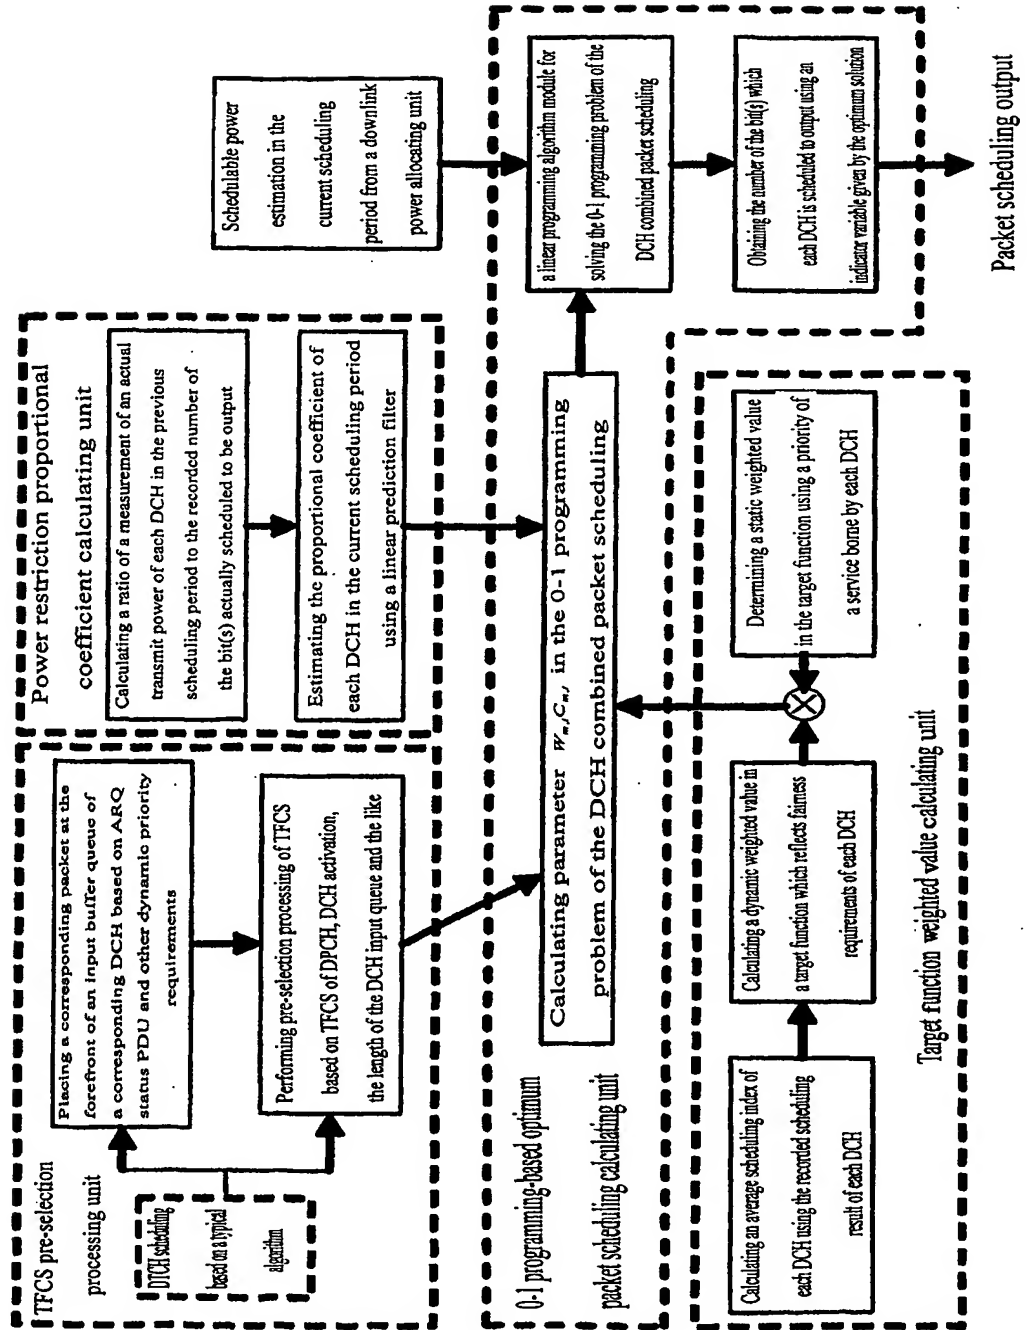 TFCS pre-selection
processing unit
DTCH scheduling
based on a typical
algorithm
Placing a corresponding packet at the
forefront of an input buffer queue of
a corresponding DCH based on ARQ
status PDU and other dynamic priority
requirements
Performing pre-selection processing of TFCS
based on TFCS of DPCH, DCH activation,
the length of the DCH input queue and the like
Power restriction proportional
coefficient calculating unit
Calculating a ratio of a measurement of an actual
transmit power of each DCH in the previous
scheduling period to the recorded number of
the bit(s) actually scheduled to be output
Estimating the proportional coefficient of
each DCH in the current scheduling period
using a linear prediction filter
Schedulable power
estimation in the
current scheduling
period from a downlink
power allocating unit
0-1 programming-based optimum
packet scheduling calculating unit
Calculating parameter Wₘ,Cₘ, in the 0-1 programming
problem of the DCH combined packet scheduling
a linear programming algorithm module for
solving the 0-1 programming problem of the
DCH combined packet scheduling
Obtaining the number of the bit(s) which
each DCH is scheduled to output using an
indicator variable given by the optimum solution
Packet scheduling output
Calculating an average scheduling index of
each DCH using the recorded scheduling
result of each DCH
Calculating a dynamic weighted value in
a target function which reflects fairness
requirements of each DCH
Determining a static weighted value
in the target function using a priority of
a service borne by each DCH
Target function weighted value calculating unit